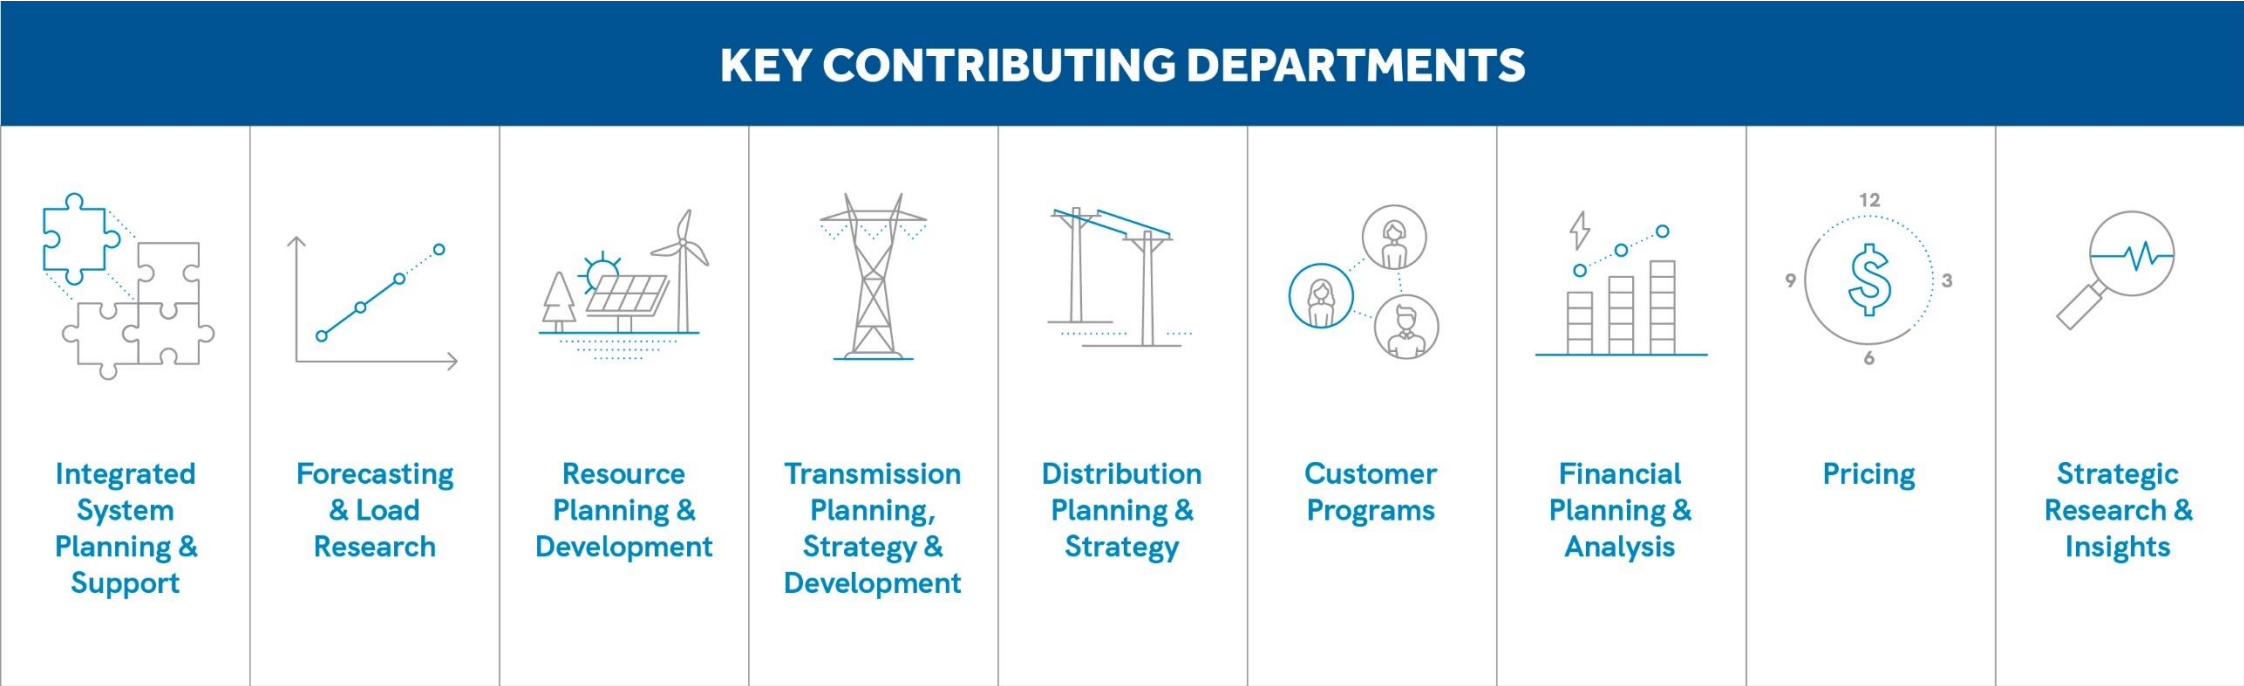 KEY CONTRIBUTING DEPARTMENTS
Integrated
System
Planning &
Support
Forecasting
& Load
Research
Resource
Planning &
Development
Transmission
Planning,
Strategy &
Development
Distribution
Planning &
Strategy
Customer
Programs
Financial
Planning &
Analysis
12
9
$
3
6
Pricing
Strategic
Research &
Insights